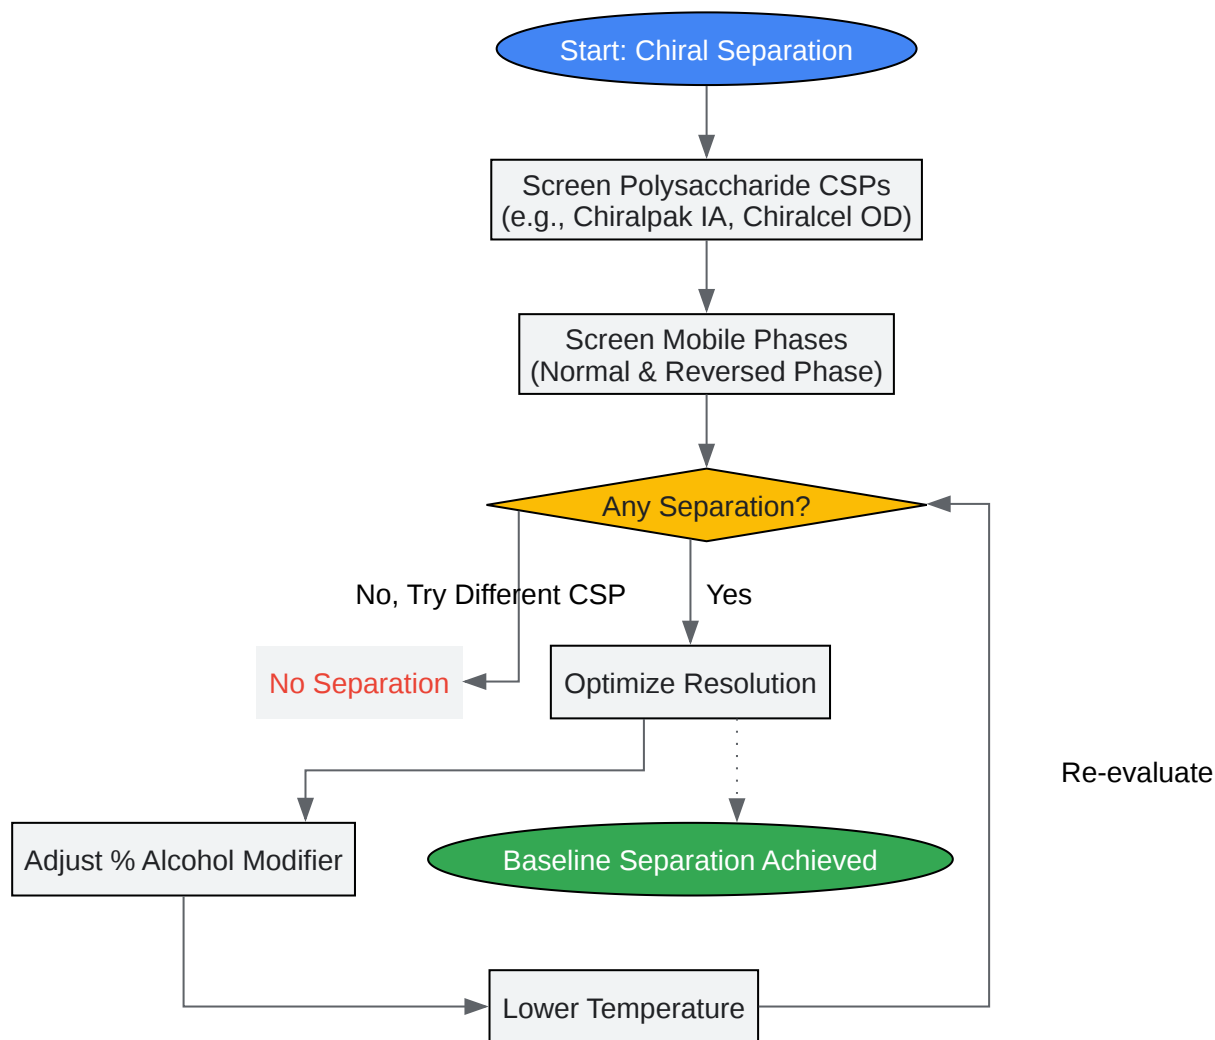 Start: Chiral Separation
Screen Polysaccharide CSPs
(e.g., Chiralpak IA, Chiralcel OD)
Screen Mobile Phases
(Normal & Reversed Phase)
Any Separation?
No, Try Different CSP
Yes
No Separation
Optimize Resolution
Re-evaluate
Adjust % Alcohol Modifier
Baseline Separation Achieved
Lower Temperature